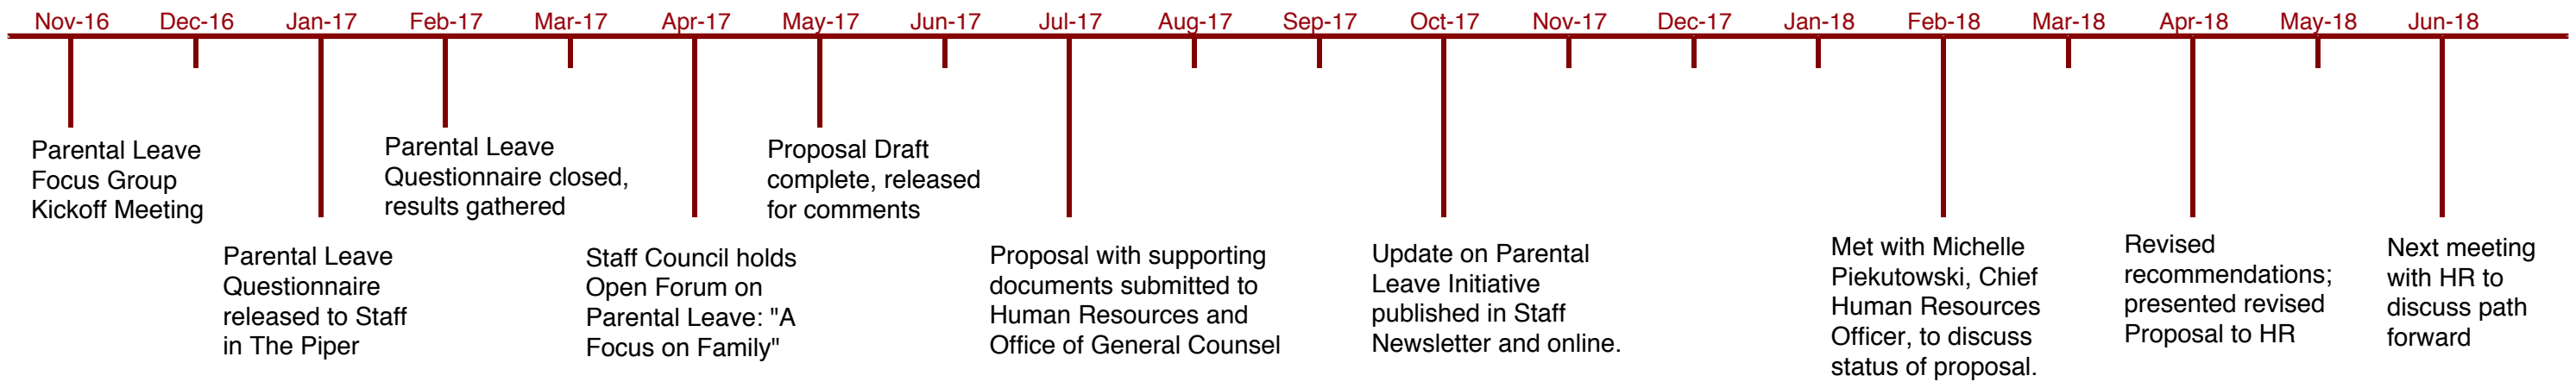 Nov-16 Dec-16 Jan-17 Feb-17 Mar-17 Apr-17 May-17 Jun-17 Jul-17 Aug-17 Sep-17 Oct-17 Nov-17 Dec-17 Jan-18 Feb-18 Mar-18 Apr-18 May-18 Jun-18
Parental Leave
Focus Group
Kickoff Meeting
Parental Leave
Questionnaire
released to Staff
in The Piper
Parental Leave
Questionnaire closed,
results gathered
Staff Council holds
Open Forum on
Parental Leave: "A
Focus on Family"
Proposal Draft
complete, released
for comments
Proposal with supporting
documents submitted to
Human Resources and
Office of General Counsel
Update on Parental
Leave Initiative
published in Staff
Newsletter and online.
Met with Michelle
Piekutowski, Chief
Human Resources
Officer, to discuss
status of proposal.
Revised
recommendations;
presented revised
Proposal to HR
Next meeting
with HR to
discuss path
forward